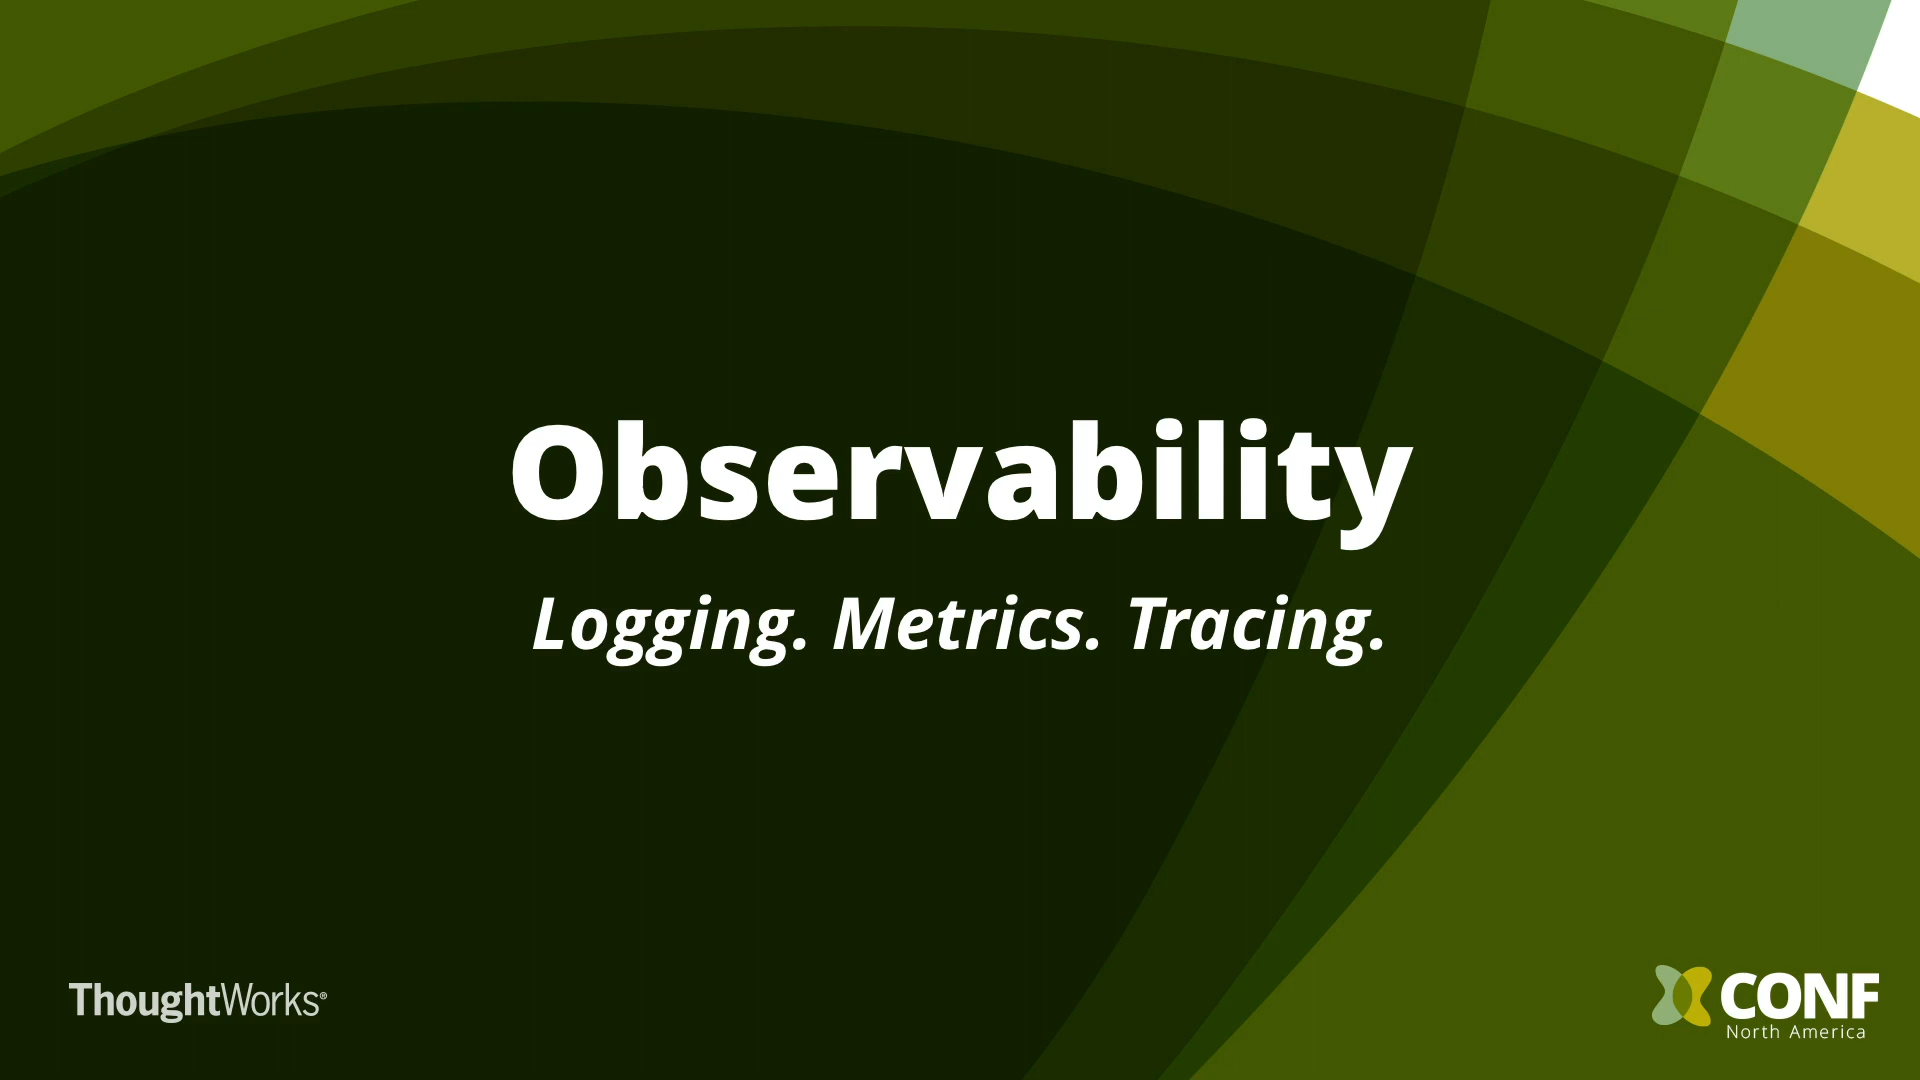 Observability
Logging. Metrics. Tracing.
ThoughtWorks®
XCONF
North America